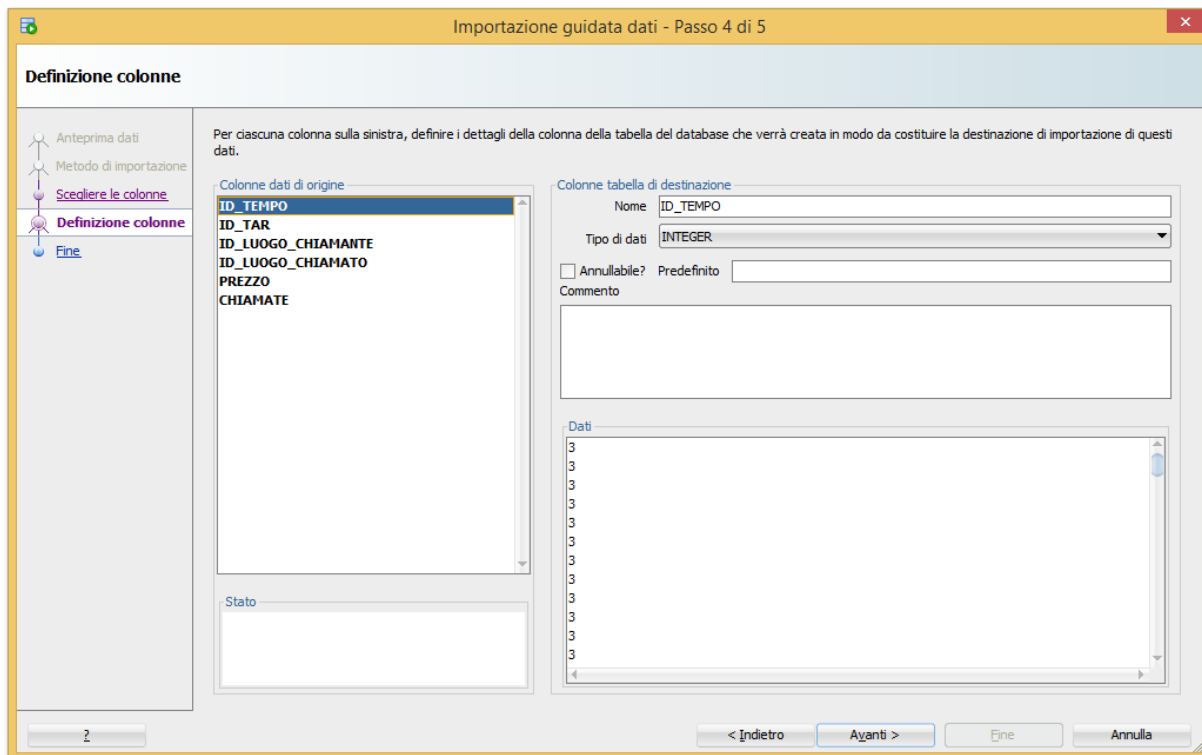 Importazione guidata dati - Passo 4 di 5
Definizione colonne
Anteprima dati
Metodo di importazione
Scegliere le colonne
Definizione colonne
Fine
Per ciascuna colonna sulla sinistra, definire i dettagli della colonna della tabella del database che verrà creata in modo da costituire la destinazione di importazione di questi
dati.
Colonne dati di origine
ID_TEMPO
ID_TAR
ID_LUOGO_CHIAMANTE
ID_LUOGO_CHIAMATO
PREZZO
CHIAMATE
Stato
Colonne tabella di destinazione
Nome ID_TEMPO
Tipo di dati INTEGER
Annullabile? Predefinito
Commento
Dati
3
3
3
3
3
3
3
3
3
3
3
3
? < Indietro Avanti > Fine Annulla